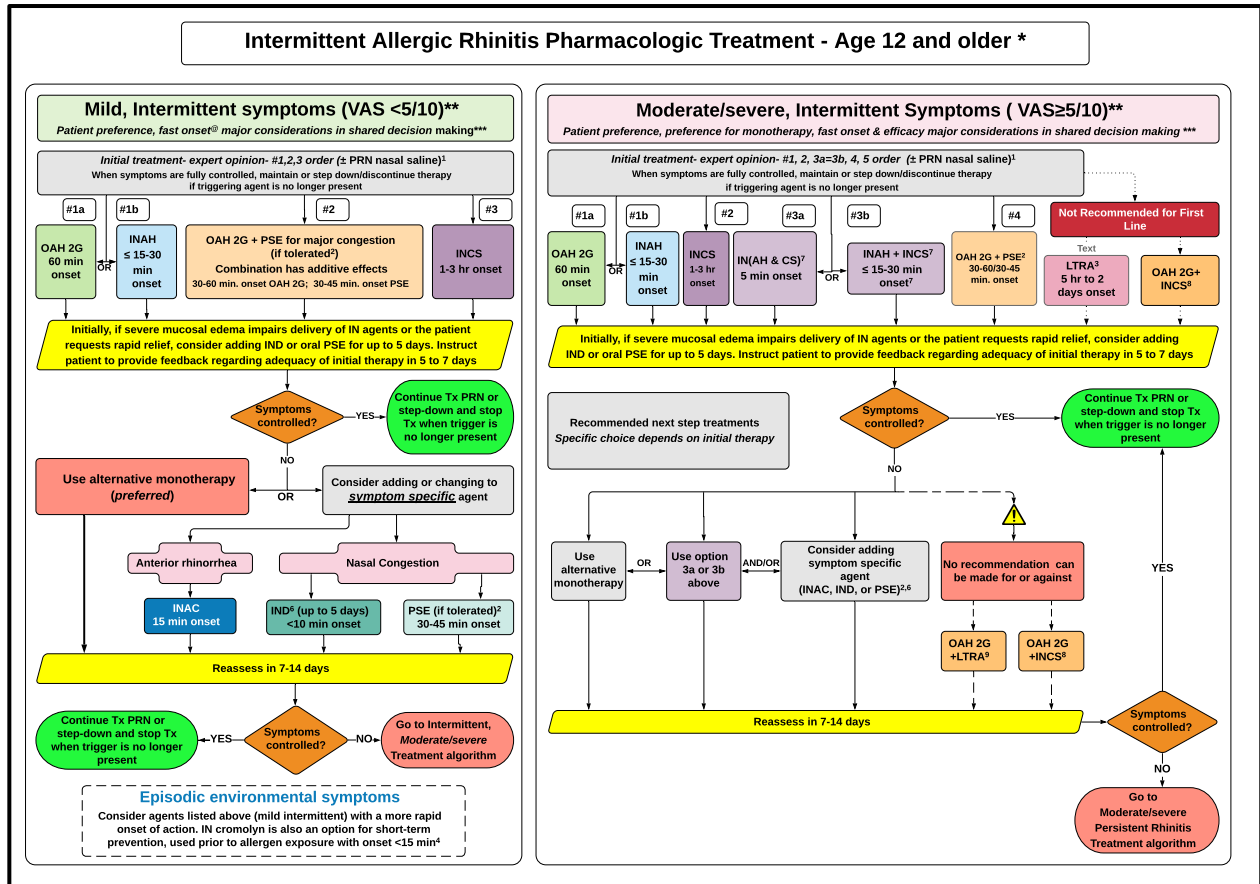 Intermittent Allergic Rhinitis Pharmacologic Treatment - Age 12 and older *
Mild, Intermittent symptoms (VAS <5/10)**
Patient preference, fast onset@ major considerations in shared decision making***
Initial treatment- expert opinion- #1,2,3 order (± PRN nasal saline)¹
When symptoms are fully controlled, maintain or step down/discontinue therapy
if triggering agent is no longer present
#1a
#1b
#2
#3
OAH 2G
60 min
onset
OR
INAH
≤ 15-30
min
onset
OAH 2G + PSE for major congestion
(if tolerated²)
Combination has additive effects
30-60 min. onset OAH 2G; 30-45 min. onset PSE
INCS
1-3 hr onset
Initially, if severe mucosal edema impairs delivery of IN agents or the patient
requests rapid relief, consider adding IND or oral PSE for up to 5 days. Instruct
patient to provide feedback regarding adequacy of initial therapy in 5 to 7 days
Symptoms
controlled?
YES
Continue Tx PRN or
step-down and stop
Tx when trigger is
no longer present
NO
Use alternative monotherapy
(preferred)
OR
Consider adding or changing to
symptom specific agent
Anterior rhinorrhea
Nasal Congestion
INAC
15 min onset
IND⁶ (up to 5 days)
<10 min onset
PSE (if tolerated)²
30-45 min onset
Reassess in 7-14 days
Continue Tx PRN or
step-down and stop Tx
when trigger is no longer
present
YES
Symptoms
controlled?
NO
Go to Intermittent,
Moderate/severe
Treatment algorithm
Episodic environmental symptoms
Consider agents listed above (mild intermittent) with a more rapid
onset of action. IN cromolyn is also an option for short-term
prevention, used prior to allergen exposure with onset <15 min⁴
Moderate/severe, Intermittent Symptoms ( VAS≥5/10)**
Patient preference, preference for monotherapy, fast onset & efficacy major considerations in shared decision making ***
Initial treatment- expert opinion- #1, 2, 3a=3b, 4, 5 order (± PRN nasal saline)¹
When symptoms are fully controlled, maintain or step down/discontinue therapy
if triggering agent is no longer present
#1a
#1b
#2
#3a
#3b
#4
Not Recommended for First
Line
Text
OAH 2G
60 min
onset
OR
INAH
≤ 15-30
min
onset
INCS
1-3 hr
onset
IN(AH & CS)⁷
5 min onset
OR
INAH + INCS⁷
≤ 15-30 min
onset⁷
OAH 2G + PSE²
30-60/30-45
min. onset
LTRA³
5 hr to 2
days onset
OAH 2G+
INCS⁸
Initially, if severe mucosal edema impairs delivery of IN agents or the patient requests rapid relief, consider adding
IND or oral PSE for up to 5 days. Instruct patient to provide feedback regarding adequacy of initial therapy in 5 to 7 days
Recommended next step treatments
Specific choice depends on initial therapy
Symptoms
controlled?
YES
Continue Tx PRN or
step-down and stop Tx
when trigger is no longer
present
NO
!
Use
alternative
monotherapy
OR
Use option
3a or 3b
above
AND/OR
Consider adding
symptom specific
agent
(INAC, IND, or PSE)²,⁶
No recommendation can
be made for or against
YES
OAH 2G
+LTRA⁹
OAH 2G
+INCS⁸
Reassess in 7-14 days
Symptoms
controlled?
NO
Go to
Moderate/severe
Persistent Rhinitis
Treatment algorithm